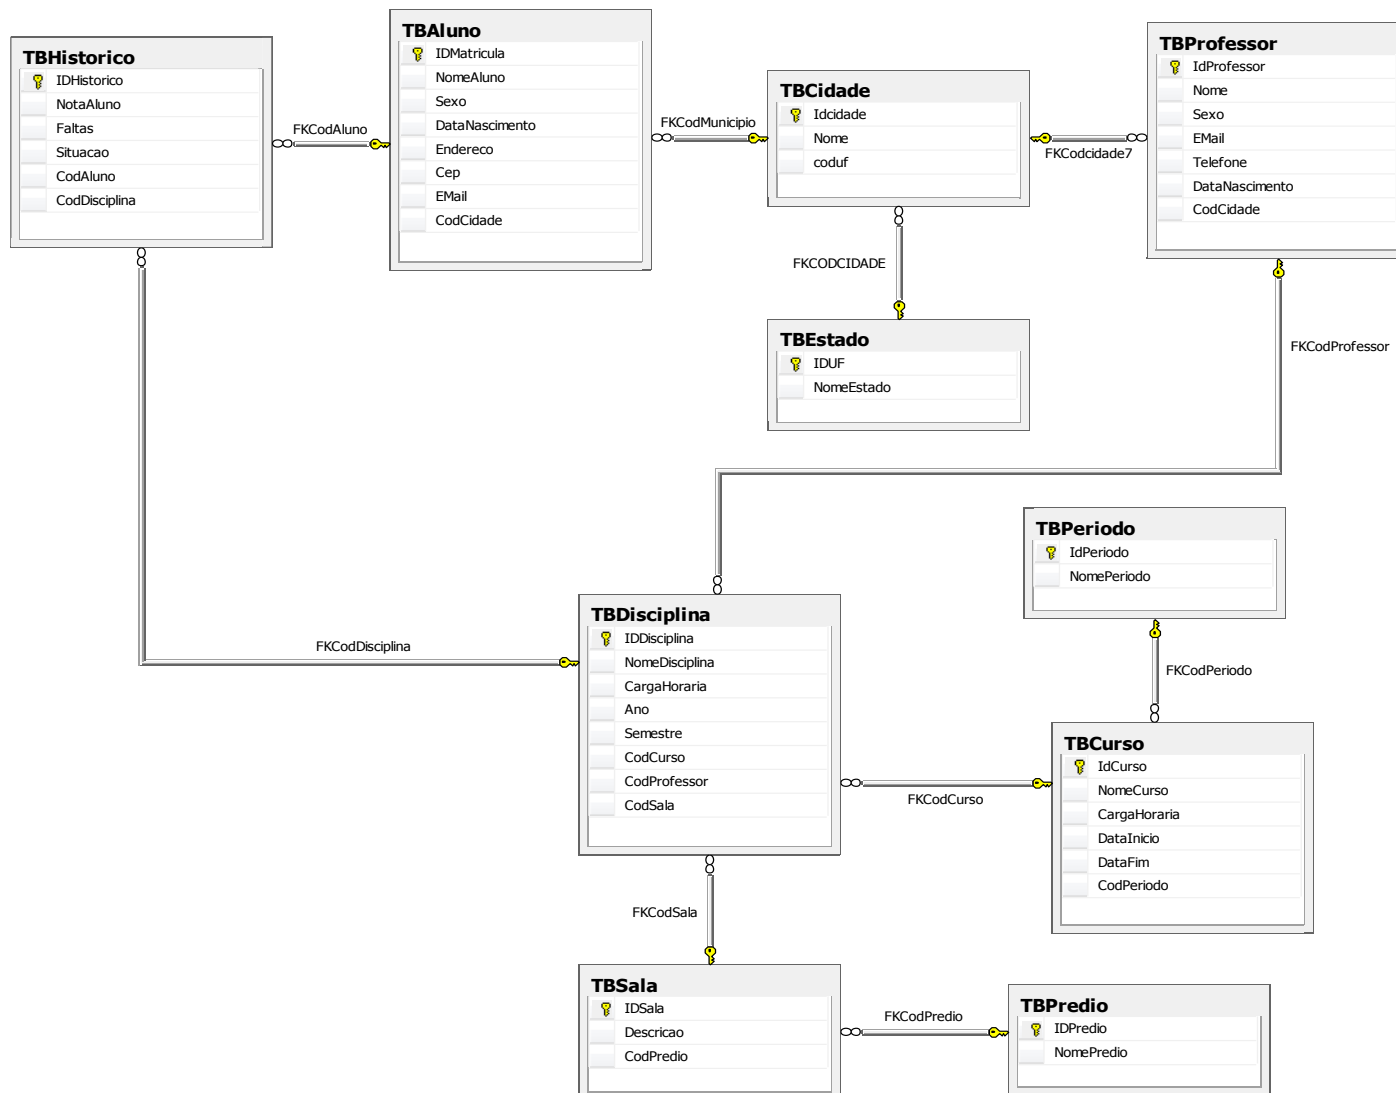 TBHistorico
IDHistorico
NotaAluno
Faltas
Situacao
CodAluno
CodDisciplina
FKCodAluno
TBAluno
IDMatricula
NomeAluno
Sexo
DataNascimento
Endereco
Cep
EMail
CodCidade
FKCodMunicipio
TBCidade
Idcidade
Nome
coduf
FKCodcidade7
TBProfessor
IdProfessor
Nome
Sexo
EMail
Telefone
DataNascimento
CodCidade
FKCODCIDADE
TBEstado
IDUF
NomeEstado
FKCodProfessor
FKCodDisciplina
TBDisciplina
IDDisciplina
NomeDisciplina
CargaHoraria
Ano
Semestre
CodCurso
CodProfessor
CodSala
TBPeriodo
IdPeriodo
NomePeriodo
FKCodPeriodo
FKCodCurso
TBCurso
IdCurso
NomeCurso
CargaHoraria
DataInicio
DataFim
CodPeriodo
FKCodSala
TBSala
IDSala
Descricao
CodPredio
FKCodPredio
TBPredio
IDPredio
NomePredio